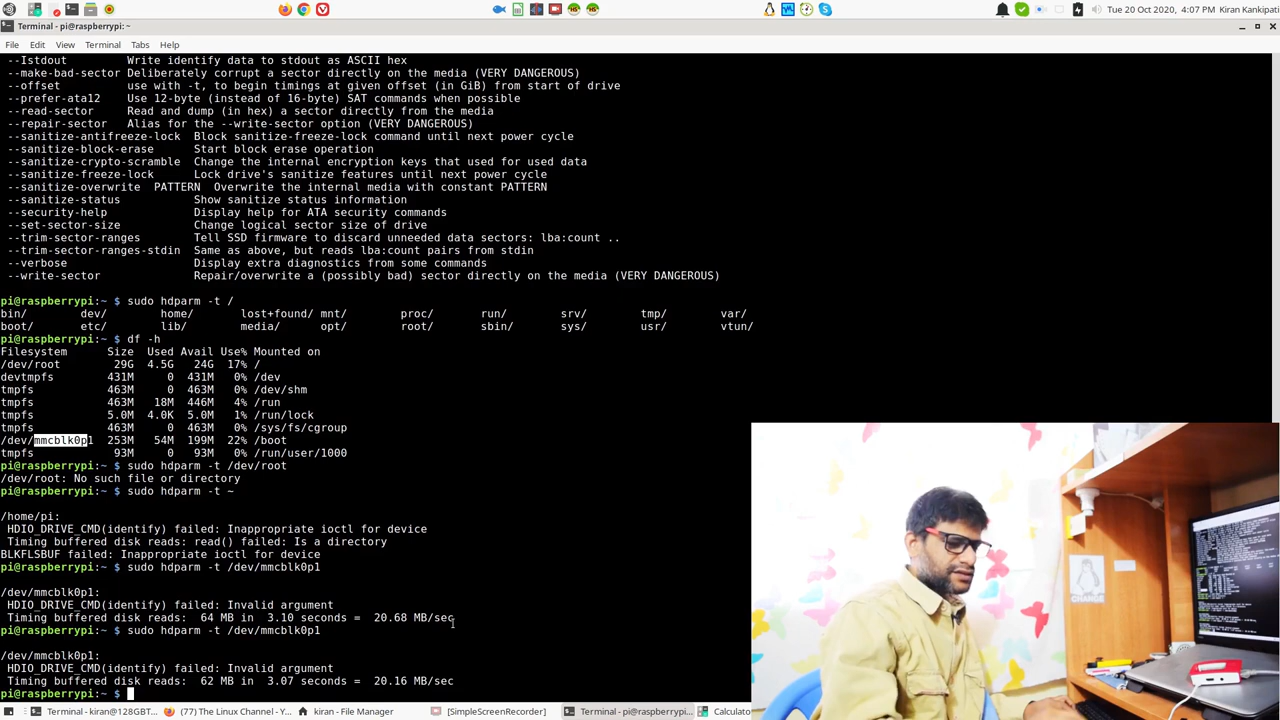 Tue 20 Oct 2020, 4:07 PM Kiran Kankipati
Terminal - pi@raspberrypi: ~
File Edit View Terminal Tabs Help
--Istdout Write identify data to stdout as ASCII hex
--make-bad-sector Deliberately corrupt a sector directly on the media (VERY DANGEROUS)
--offset use with -t, to begin timings at given offset (in GiB) from start of drive
--prefer-ata12 Use 12-byte (instead of 16-byte) SAT commands when possible
--read-sector Read and dump (in hex) a sector directly from the media
--repair-sector Alias for the --write-sector option (VERY DANGEROUS)
--sanitize-antifreeze-lock Block sanitize-freeze-lock command until next power cycle
--sanitize-block-erase Start block erase operation
--sanitize-crypto-scramble Change the internal encryption keys that used for used data
--sanitize-freeze-lock Lock drive's sanitize features until next power cycle
--sanitize-overwrite PATTERN Overwrite the internal media with constant PATTERN
--sanitize-status Show sanitize status information
--security-help Display help for ATA security commands
--set-sector-size Change logical sector size of drive
--trim-sector-ranges Tell SSD firmware to discard unneeded data sectors: lba:count ..
--trim-sector-ranges-stdin Same as above, but reads lba:count pairs from stdin
--verbose Display extra diagnostics from some commands
--write-sector Repair/overwrite a (possibly bad) sector directly on the media (VERY DANGEROUS)
pi@raspberrypi:~ $ sudo hdparm -t /
bin/ dev/ home/ lost+found/ mnt/ proc/ run/ srv/ tmp/ var/
boot/ etc/ lib/ media/ opt/ root/ sbin/ sys/ usr/ vtun/
pi@raspberrypi:~ $ df -h
Filesystem Size Used Avail Use% Mounted on
/dev/root 29G 4.5G 24G 17% /
devtmpfs 431M 0 431M 0% /dev
tmpfs 463M 0 463M 0% /dev/shm
tmpfs 463M 18M 446M 4% /run
tmpfs 5.0M 4.0K 5.0M 1% /run/lock
tmpfs 463M 0 463M 0% /sys/fs/cgroup
/dev/mmcblk0p1 253M 54M 199M 22% /boot
tmpfs 93M 0 93M 0% /run/user/1000
pi@raspberrypi:~ $ sudo hdparm -t /dev/root
/dev/root: No such file or directory
pi@raspberrypi:~ $ sudo hdparm -t ~
/home/pi:
HDIO_DRIVE_CMD(identify) failed: Inappropriate ioctl for device
Timing buffered disk reads: read() failed: Is a directory
BLKFLSBUF failed: Inappropriate ioctl for device
pi@raspberrypi:~ $ sudo hdparm -t /dev/mmcblk0p1
/dev/mmcblk0p1:
HDIO_DRIVE_CMD(identify) failed: Invalid argument
Timing buffered disk reads: 64 MB in 3.10 seconds = 20.68 MB/sec
pi@raspberrypi:~ $ sudo hdparm -t /dev/mmcblk0p1
/dev/mmcblk0p1:
HDIO_DRIVE_CMD(identify) failed: Invalid argument
Timing buffered disk reads: 62 MB in 3.07 seconds = 20.16 MB/sec
pi@raspberrypi:~ $
Terminal - kiran@128GBT... (77) The Linux Channel - Y... kiran - File Manager [SimpleScreenRecorder] Terminal - pi@raspberrypi... Calculato